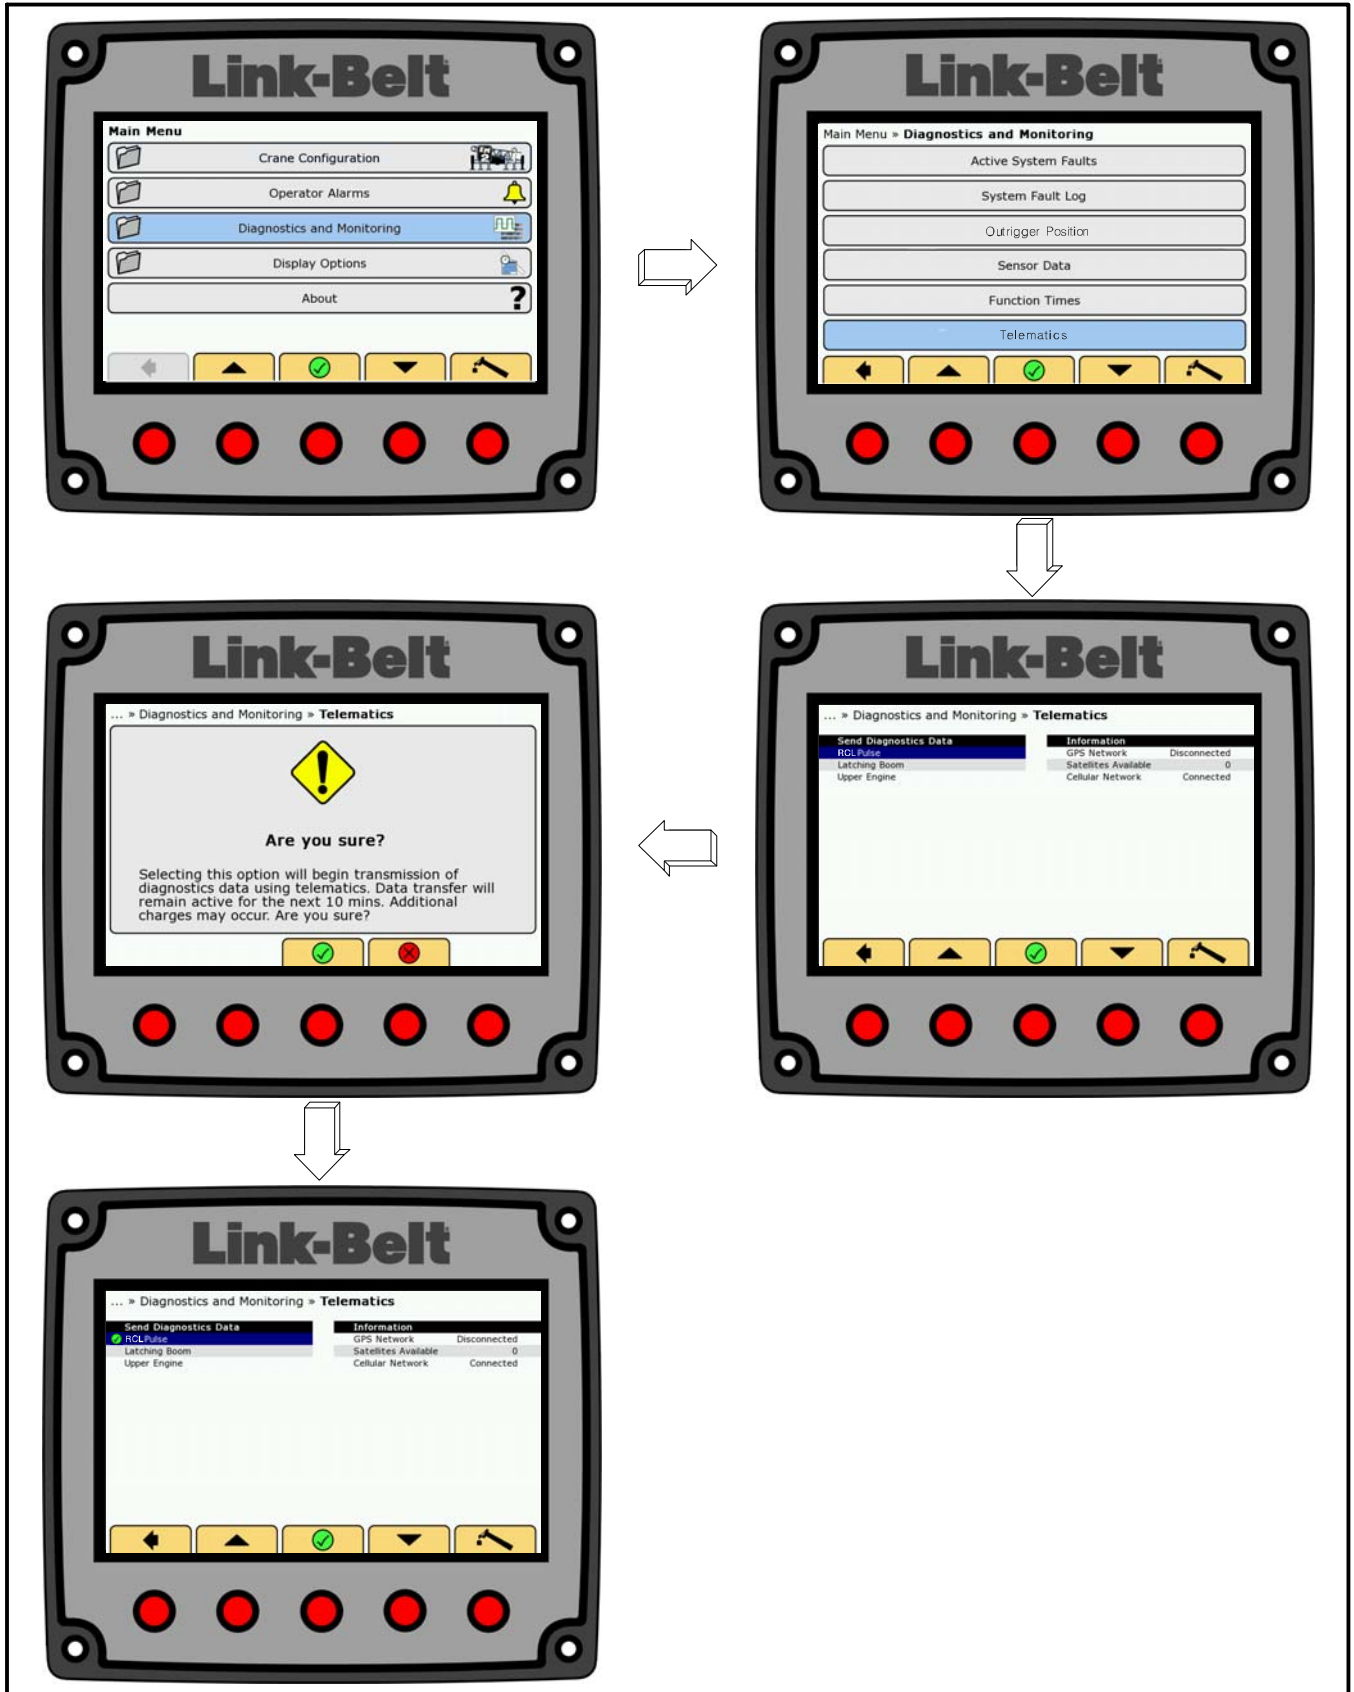 Link-Belt
Main Menu
Crane Configuration
Operator Alarms
Diagnostics and Monitoring
Display Options
About
?
Link-Belt
Main Menu » Diagnostics and Monitoring
Active System Faults
System Fault Log
Outrigger Position
Sensor Data
Function Times
Telematics
Link-Belt
... » Diagnostics and Monitoring » Telematics
Send Diagnostics Data Information
RCL Pulse GPS Network Disconnected
Latching Boom Satellites Available 0
Upper Engine Cellular Network Connected
Link-Belt
... » Diagnostics and Monitoring » Telematics
!
Are you sure?
Selecting this option will begin transmission of
diagnostics data using telematics. Data transfer will
remain active for the next 10 mins. Additional
charges may occur. Are you sure?
Link-Belt
... » Diagnostics and Monitoring » Telematics
Send Diagnostics Data Information
RCL Pulse GPS Network Disconnected
Latching Boom Satellites Available 0
Upper Engine Cellular Network Connected